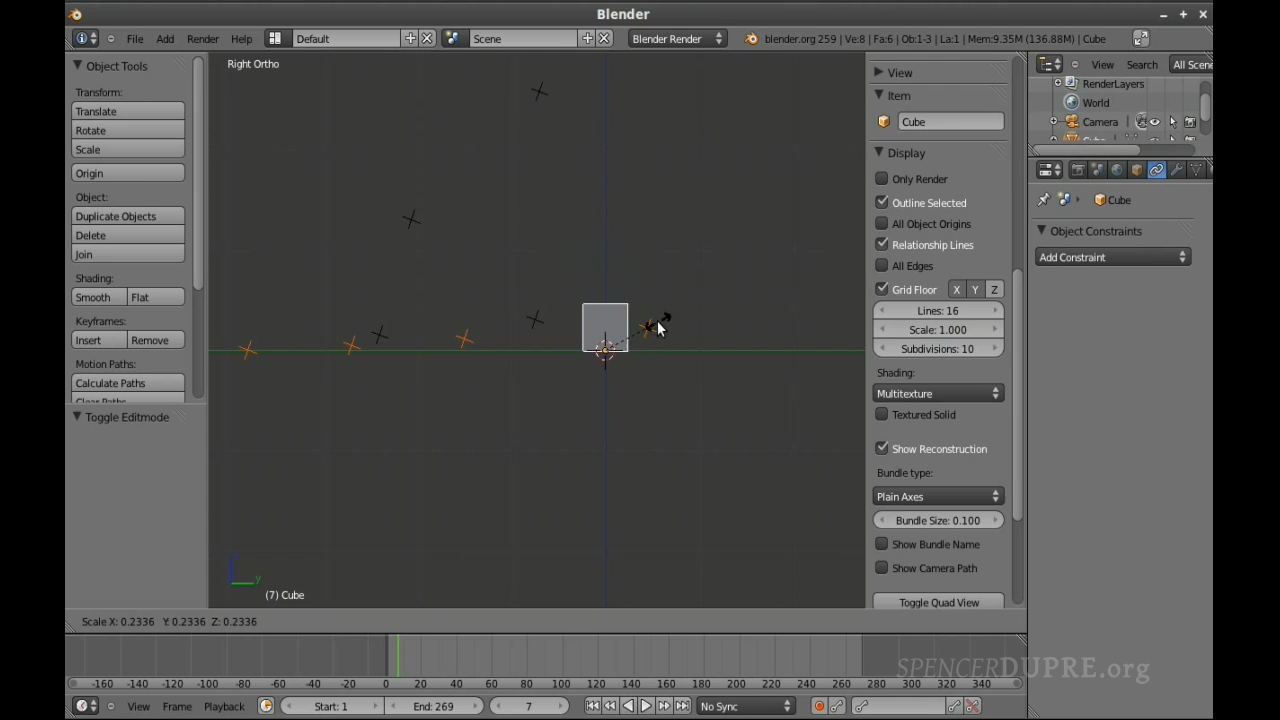 Blender
File Add Render Help Default Scene Blender Render blender.org 259 | Ve:8 | Fa:6 | Ob:1-3 | La:1 | Mem:9.35M (136.88M) | Cube
Object Tools
Transform:
Translate
Rotate
Scale
Origin
Object:
Duplicate Objects
Delete
Join
Shading:
Smooth Flat
Keyframes:
Insert Remove
Motion Paths:
Calculate Paths
Clear Paths
Toggle Editmode
Right Ortho
y
(7) Cube
View
Item
Cube
Display
Only Render
Outline Selected
All Object Origins
Relationship Lines
All Edges
Grid Floor X Y Z
Lines: 16
Scale: 1.000
Subdivisions: 10
Shading:
Multitexture
Textured Solid
Show Reconstruction
Bundle type:
Plain Axes
Bundle Size: 0.100
Show Bundle Name
Show Camera Path
Toggle Quad View
View Search All Scene
RenderLayers
World
Camera
Cube
Object Constraints
Add Constraint
Scale X: 0.2336 Y: 0.2336 Z: 0.2336
SPENCERDUPRE.org
-160 -140 -120 -100 -80 -60 -40 -20 0 20 40 60 80 100 120 140 160 180 200 220 240 260 280 300 320 340
View Frame Playback Start: 1 End: 269 7 No Sync